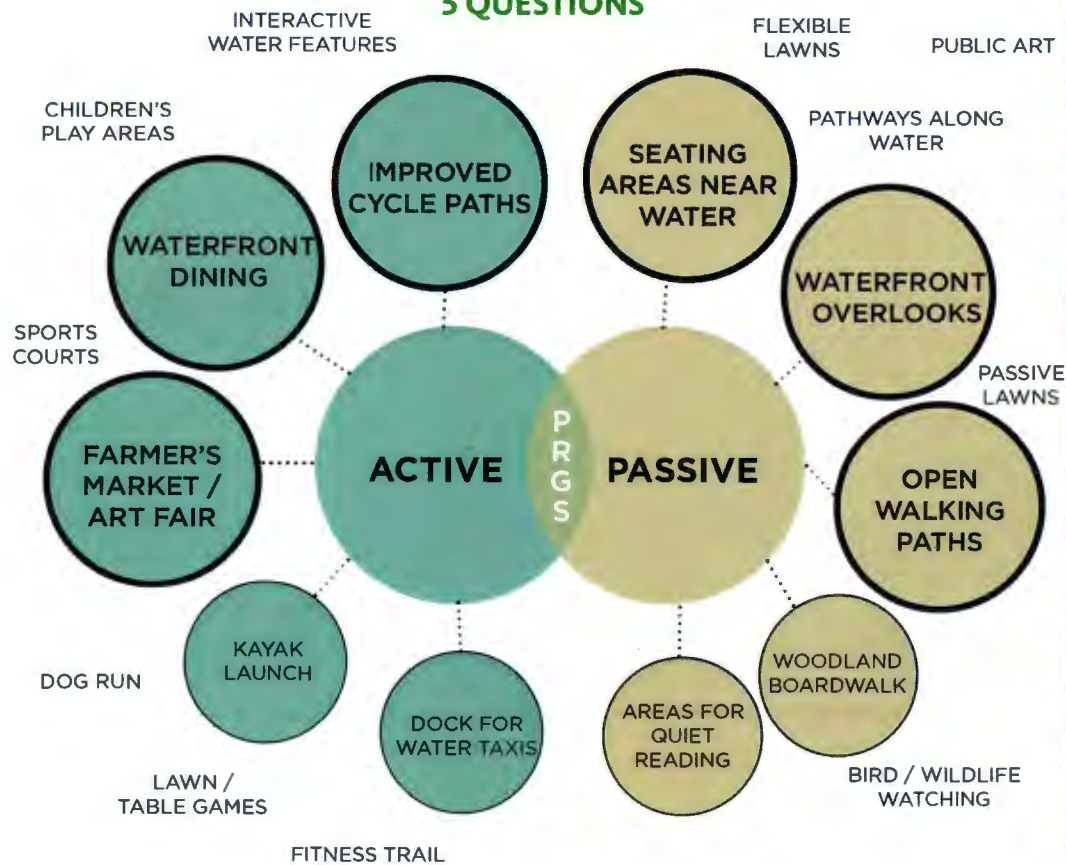 5 QUESTIONS
INTERACTIVE
WATER FEATURES
FLEXIBLE
LAWNS
PUBLIC ART
CHILDREN'S
PLAY AREAS
PATHWAYS ALONG
WATER
IMPROVED
CYCLE PATHS
SEATING
AREAS NEAR
WATER
WATERFRONT
DINING
WATERFRONT
OVERLOOKS
SPORTS
COURTS
PASSIVE
LAWNS
FARMER'S
MARKET /
ART FAIR
ACTIVE
PRGS
PASSIVE
OPEN
WALKING
PATHS
KAYAK
LAUNCH
WOODLAND
BOARDWALK
DOG RUN
DOCK FOR
WATER TAXIS
AREAS FOR
QUIET
READING
LAWN /
TABLE GAMES
BIRD / WILDLIFE
WATCHING
FITNESS TRAIL